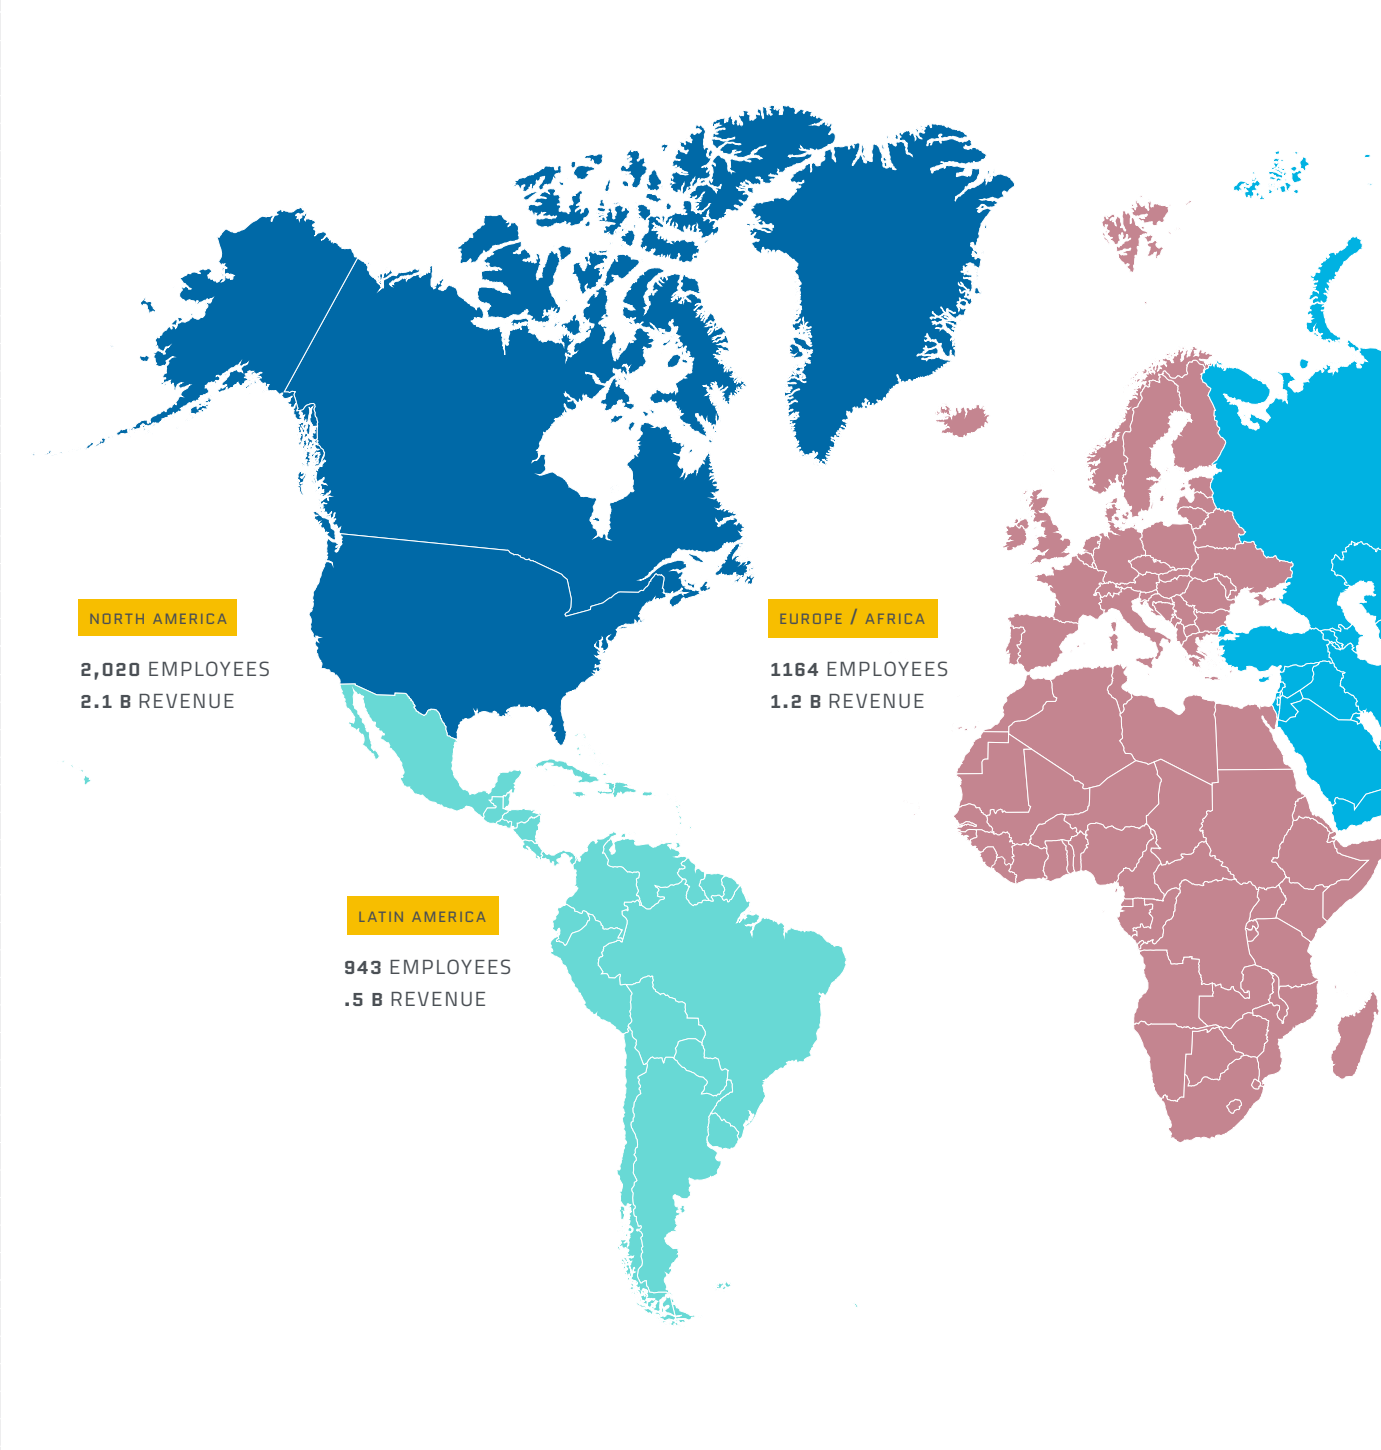 NORTH AMERICA
2,020 EMPLOYEES
2.1 B REVENUE
EUROPE / AFRICA
1164 EMPLOYEES
1.2 B REVENUE
LATIN AMERICA
943 EMPLOYEES
.5 B REVENUE